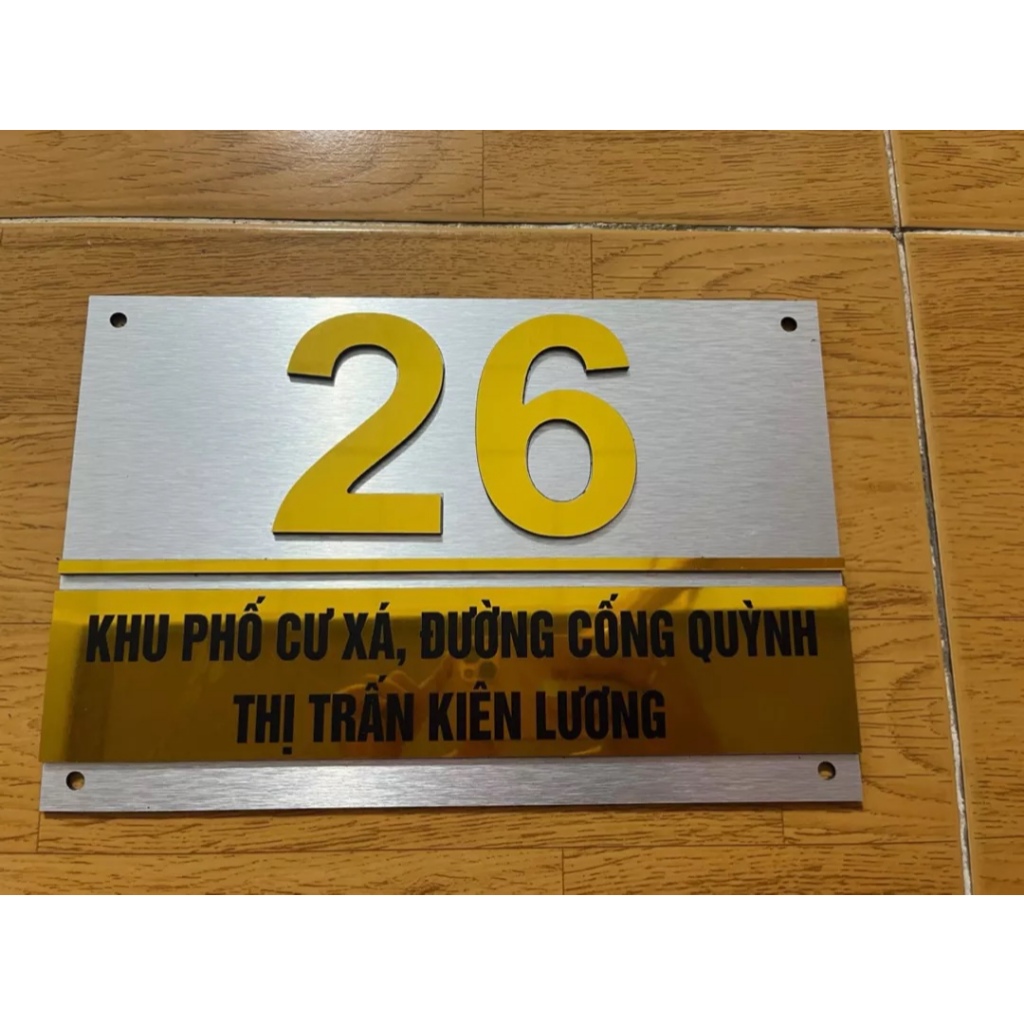 26
KHU PHỐ CƯ XÁ, ĐƯỜNG CỐNG QUỲNH
THỊ TRẤN KIÊN LƯƠNG